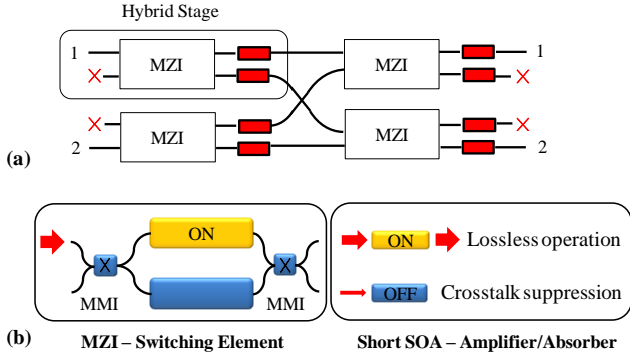 Hybrid Stage
1 MZI MZI 1
MZI MZI
2 2
(a)
ON ON Lossless operation
X X
OFF Crosstalk suppression
MMI MMI
(b) MZI – Switching Element Short SOA – Amplifier/Absorber